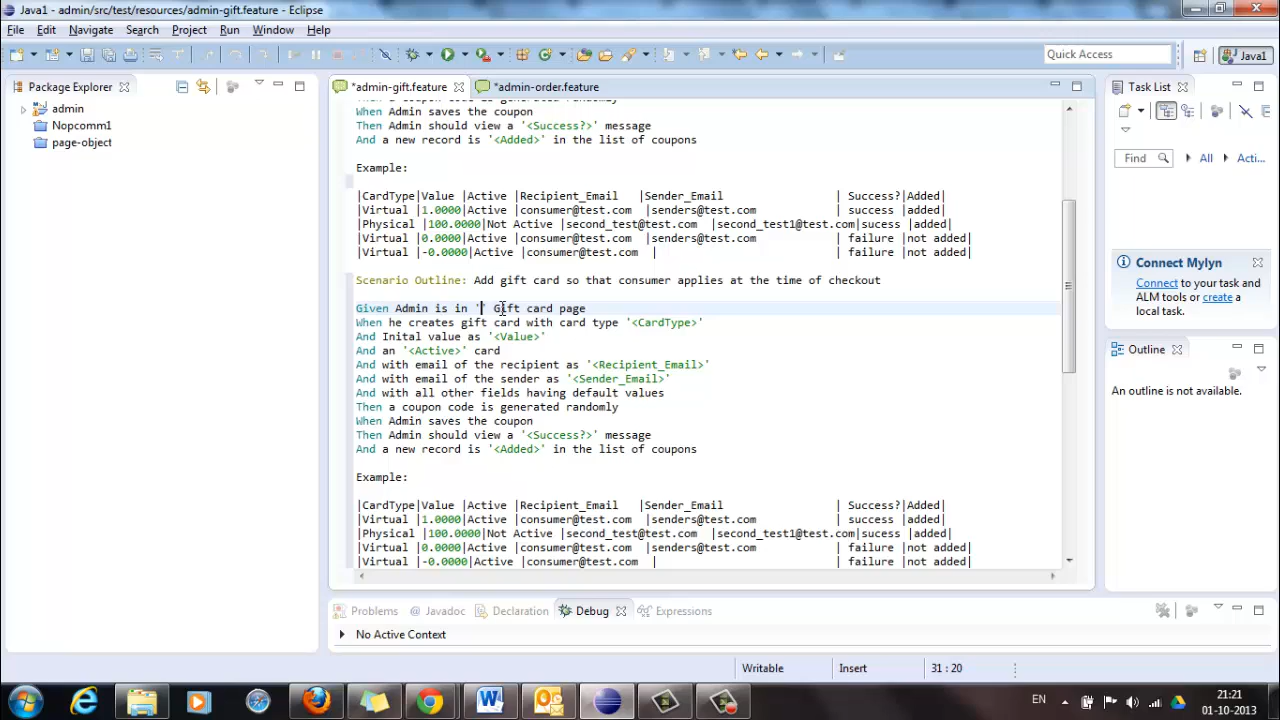 Java1 - admin/src/test/resources/admin-gift.feature - Eclipse
File Edit Navigate Search Project Run Window Help
Quick Access
Java1
Package Explorer
*admin-gift.feature
*admin-order.feature
Task List
admin
Nopcomm1
page-object
When Admin saves the coupon
Then Admin should view a '<Success?>' message
And a new record is '<Added>' in the list of coupons
Example:
|CardType|Value |Active |Recipient_Email |Sender_Email | Success?|Added|
|Virtual |1.0000|Active |consumer@test.com |senders@test.com | success |added|
|Physical |100.0000|Not Active |second_test@test.com |second_test1@test.com|sucess |added|
|Virtual |0.0000|Active |consumer@test.com |senders@test.com | failure |not added|
|Virtual |-0.0000|Active |consumer@test.com | | failure |not added|
Scenario Outline: Add gift card so that consumer applies at the time of checkout
Given Admin is in '' Gift card page
When he creates gift card with card type '<CardType>'
And Inital value as '<Value>'
And an '<Active>' card
And with email of the recipient as '<Recipient_Email>'
And with email of the sender as '<Sender_Email>'
And with all other fields having default values
Then a coupon code is generated randomly
When Admin saves the coupon
Then Admin should view a '<Success?>' message
And a new record is '<Added>' in the list of coupons
Example:
|CardType|Value |Active |Recipient_Email |Sender_Email | Success?|Added|
|Virtual |1.0000|Active |consumer@test.com |senders@test.com | success |added|
|Physical |100.0000|Not Active |second_test@test.com |second_test1@test.com|sucess |added|
|Virtual |0.0000|Active |consumer@test.com |senders@test.com | failure |not added|
|Virtual |-0.0000|Active |consumer@test.com | | failure |not added|
Find
All
Acti...
Connect Mylyn
Connect to your task and ALM tools or create a local task.
Outline
An outline is not available.
Problems
@ Javadoc
Declaration
Debug
Expressions
No Active Context
Writable
Insert
31 : 20
EN
21:21
01-10-2013